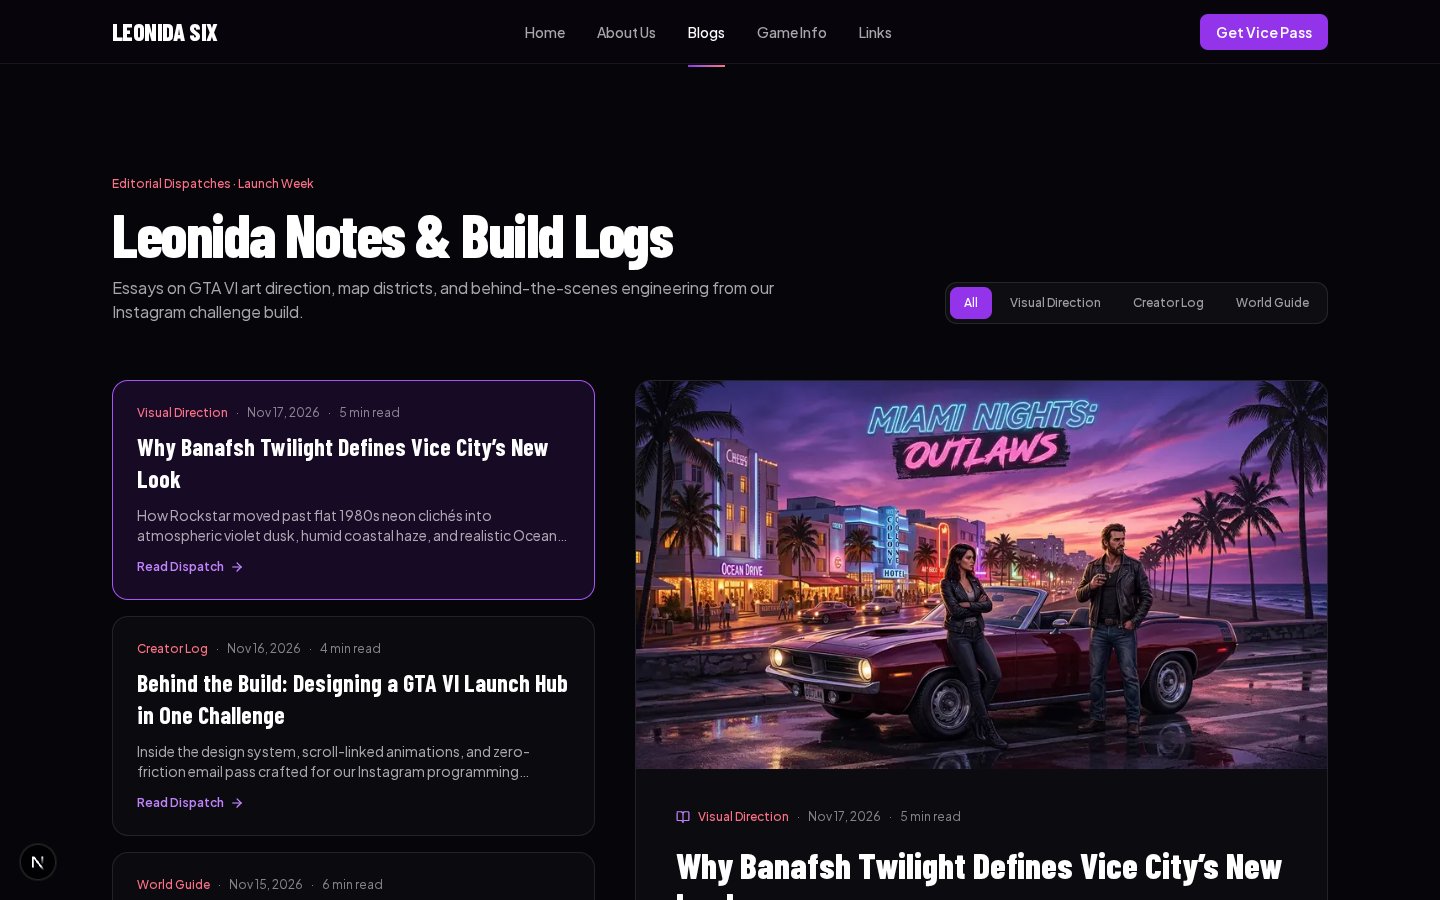 LEONIDA SIX
Home
About Us
Blogs
Game Info
Links
Get Vice Pass
Editorial Dispatches · Launch Week
Leonida Notes & Build Logs
Essays on GTA VI art direction, map districts, and behind-the-scenes engineering from our
Instagram challenge build.
All
Visual Direction
Creator Log
World Guide
Visual Direction · Nov 17, 2026 · 5 min read
Why Banafsh Twilight Defines Vice City’s New
Look
How Rockstar moved past flat 1980s neon clichés into
atmospheric violet dusk, humid coastal haze, and realistic Ocean…
Read Dispatch →
Creator Log · Nov 16, 2026 · 4 min read
Behind the Build: Designing a GTA VI Launch Hub
in One Challenge
Inside the design system, scroll-linked animations, and zero-
friction email pass crafted for our Instagram programming…
Read Dispatch →
World Guide · Nov 15, 2026 · 6 min read
MIAMI NIGHTS:
OUTLAWS
COLONY
HOTEL
OCEAN DRIVE
Visual Direction · Nov 17, 2026 · 5 min read
Why Banafsh Twilight Defines Vice City’s New
N